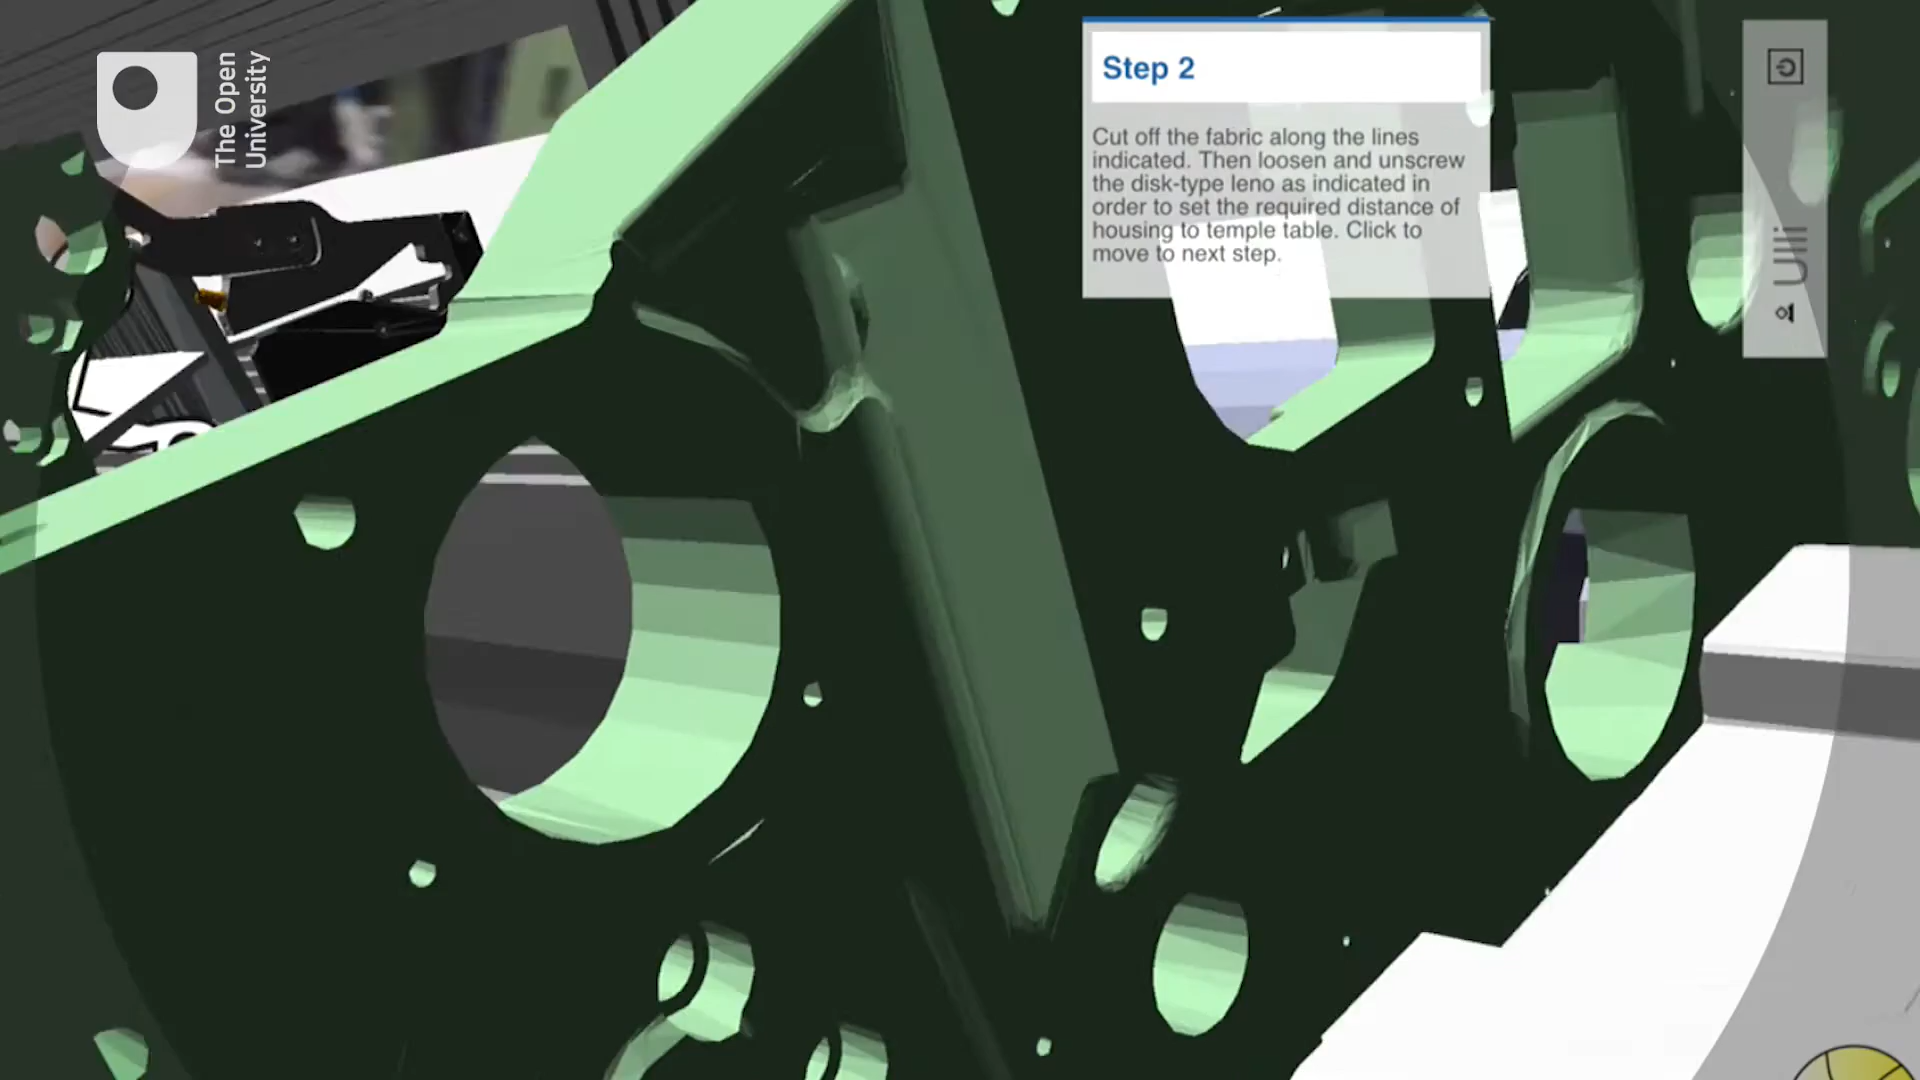 The Open
University
Step 2
Cut off the fabric along the lines
indicated. Then loosen and unscrew
the disk-type leno as indicated in
order to set the required distance of
housing to temple table. Click to
move to next step.
Ulli